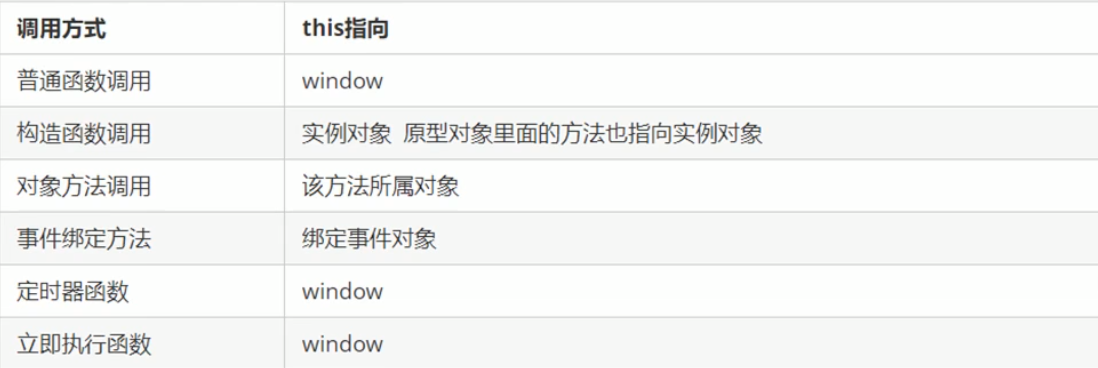 调用方式 this指向
普通函数调用 window
构造函数调用 实例对象 原型对象里面的方法也指向实例对象
对象方法调用 该方法所属对象
事件绑定方法 绑定事件对象
定时器函数 window
立即执行函数 window